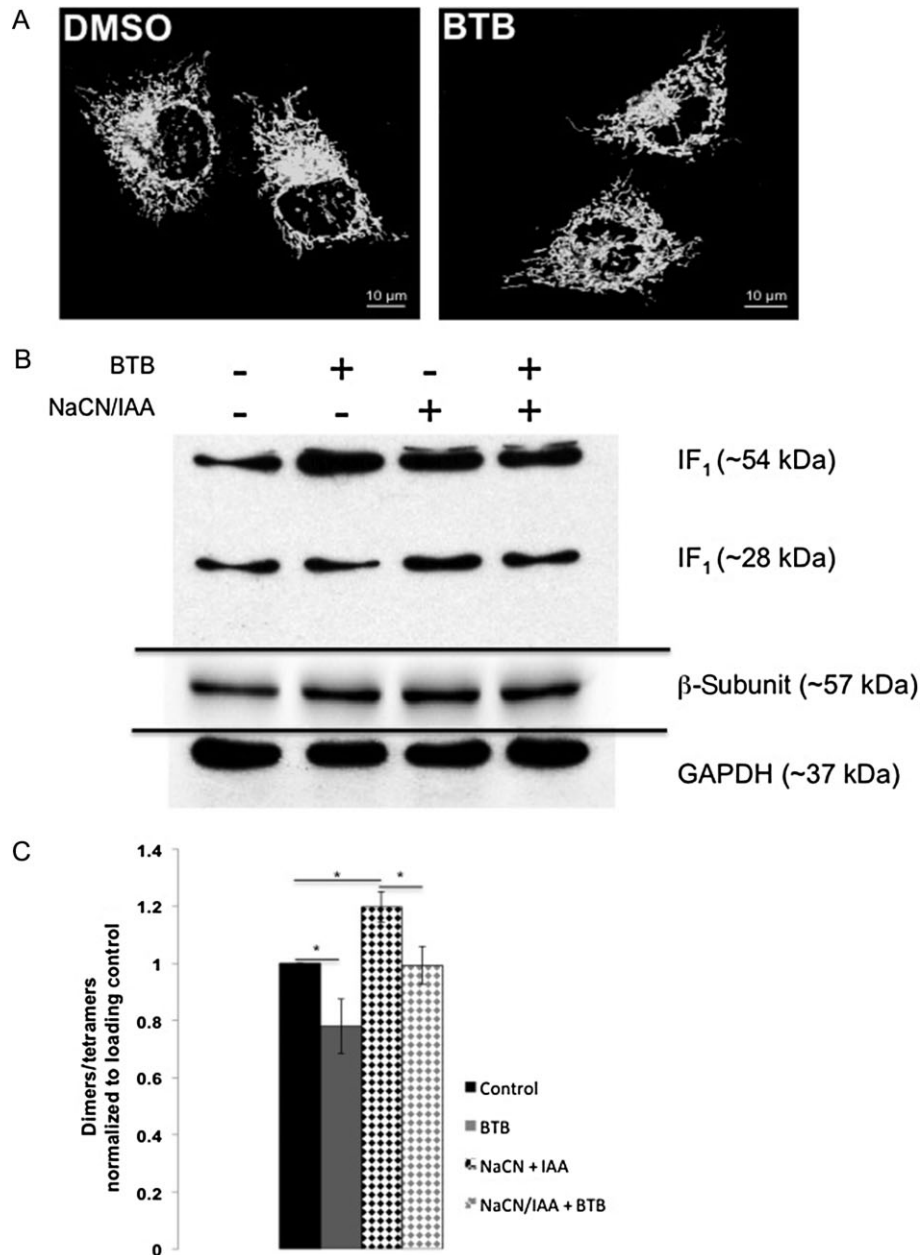 A
DMSO
BTB
10 µm
10 µm
B
BTB - + - +
NaCN/IAA - - + +
IF₁ (~54 kDa)
IF₁ (~28 kDa)
β-Subunit (~57 kDa)
GAPDH (~37 kDa)
C
Dimers/tetramers
normalized to loading control
1.4
1.2
1
0.8
0.6
0.4
0.2
0
*
*
*
Control
BTB
NaCN + IAA
NaCN/IAA + BTB